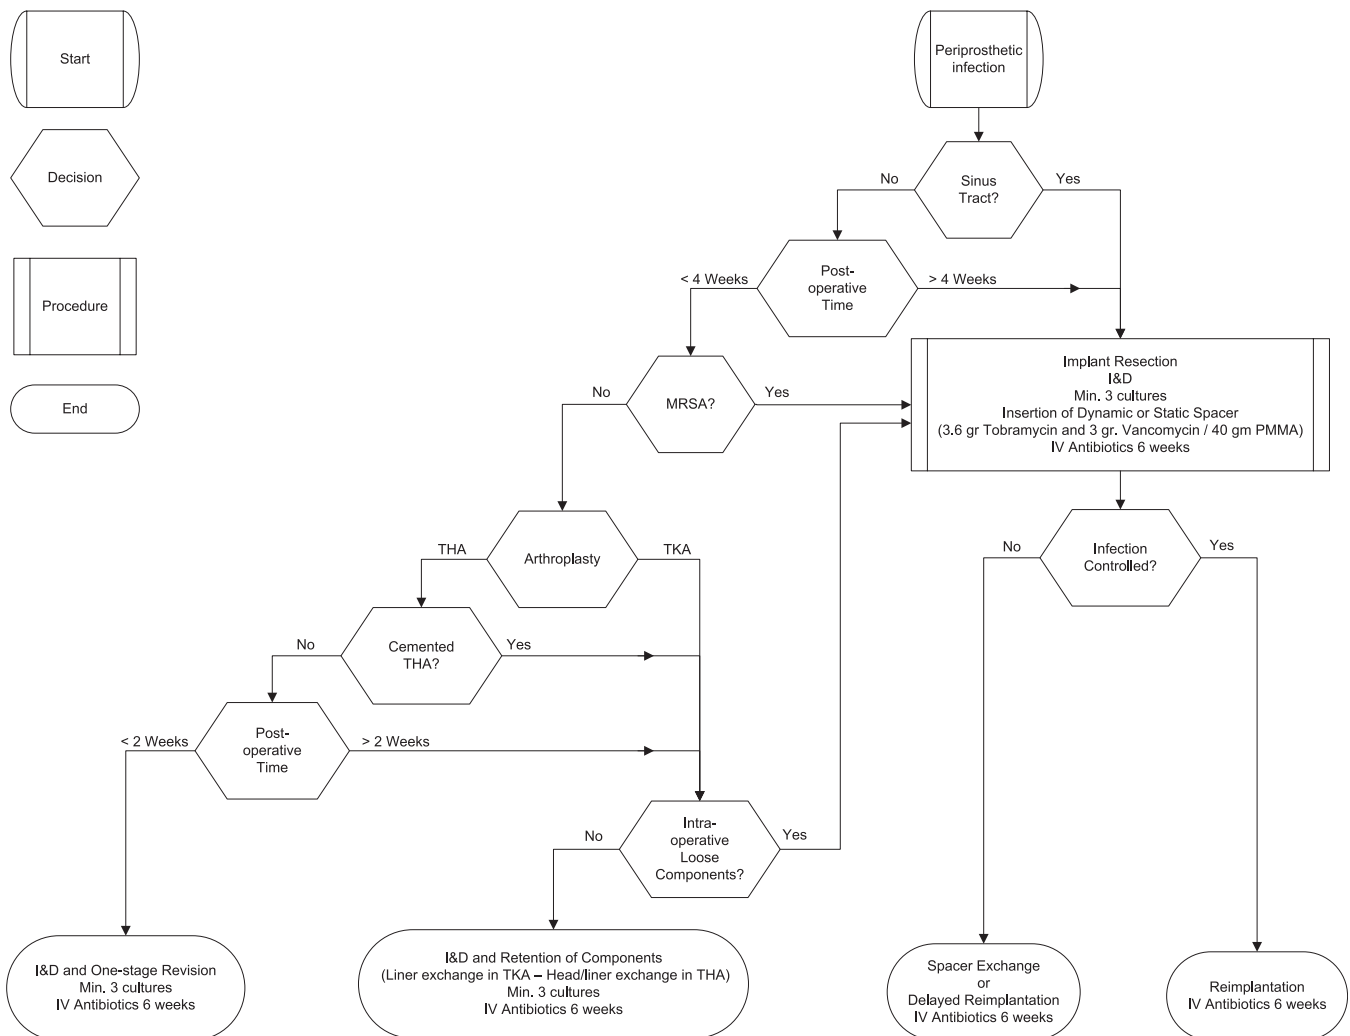 Start
Periprosthetic
infection
Decision
No
Sinus
Tract?
Yes
Procedure
< 4 Weeks
Post-
operative
Time
> 4 Weeks
End
No
MRSA?
Yes
Implant Resection
I&D
Min. 3 cultures
Insertion of Dynamic or Static Spacer
(3.6 gr Tobramycin and 3 gr. Vancomycin / 40 gm PMMA)
IV Antibiotics 6 weeks
THA
Arthroplasty
TKA
No
Infection
Controlled?
Yes
No
Cemented
THA?
Yes
< 2 Weeks
Post-
operative
Time
> 2 Weeks
No
Intra-
operative
Loose
Components?
Yes
I&D and One-stage Revision
Min. 3 cultures
IV Antibiotics 6 weeks
I&D and Retention of Components
(Liner exchange in TKA – Head/liner exchange in THA)
Min. 3 cultures
IV Antibiotics 6 weeks
Spacer Exchange
or
Delayed Reimplantation
IV Antibiotics 6 weeks
Reimplantation
IV Antibiotics 6 weeks